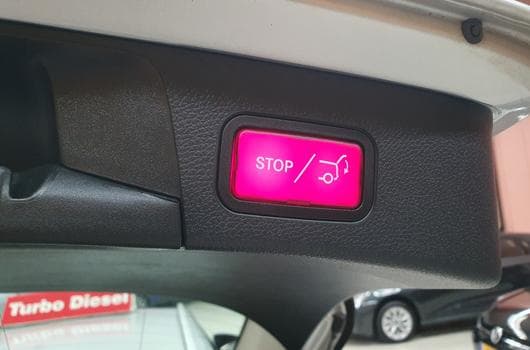 STOP /
Turbo Diesel